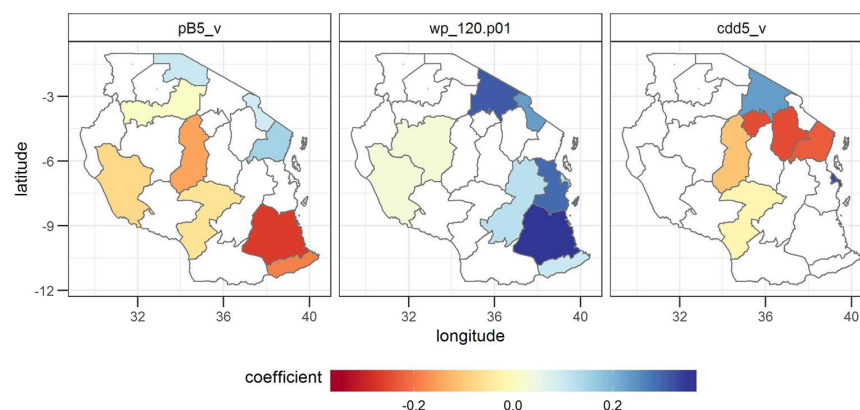 pB5_v wp_120.p01 cdd5_v
latitude
-3
-6
-9
-12
32 36 40 32 36 40 32 36 40
longitude
coefficient
-0.2 0.0 0.2